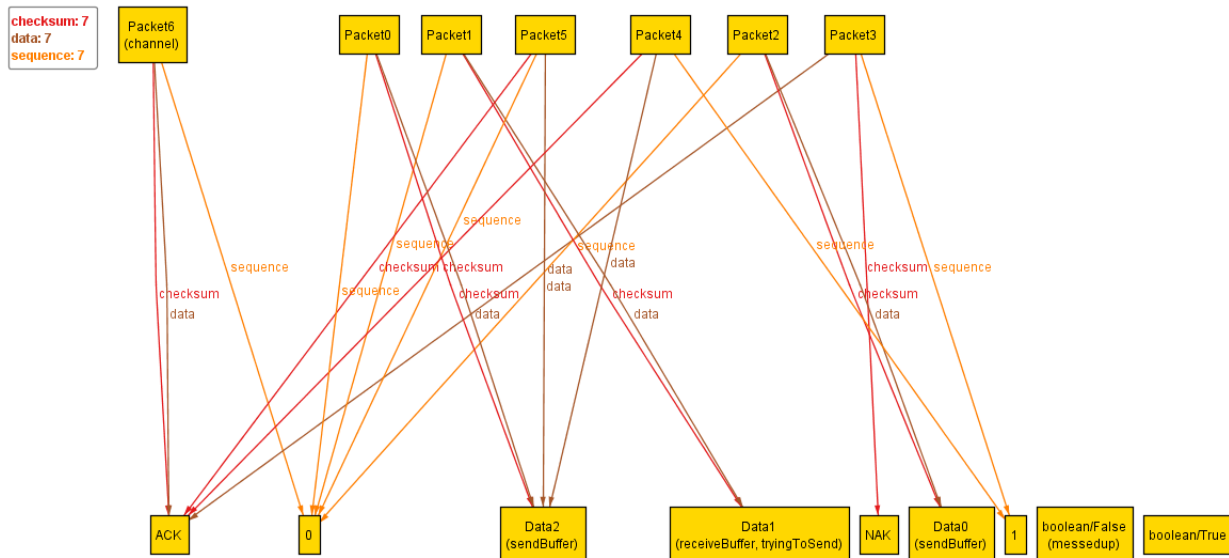 checksum: 7
data: 7
sequence: 7
Packet6
(channel)
Packet0
Packet1
Packet5
Packet4
Packet2
Packet3
sequence
sequence
sequence
sequence
data
checksum checksum
data
checksum
sequence
checksum
sequence
sequence
data
checksum
checksum
checksum
data
data
data
data
ACK
0
Data2
(sendBuffer)
Data1
(receiveBuffer, tryingToSend)
NAK
Data0
(sendBuffer)
1
boolean/False
(messedup)
boolean/True